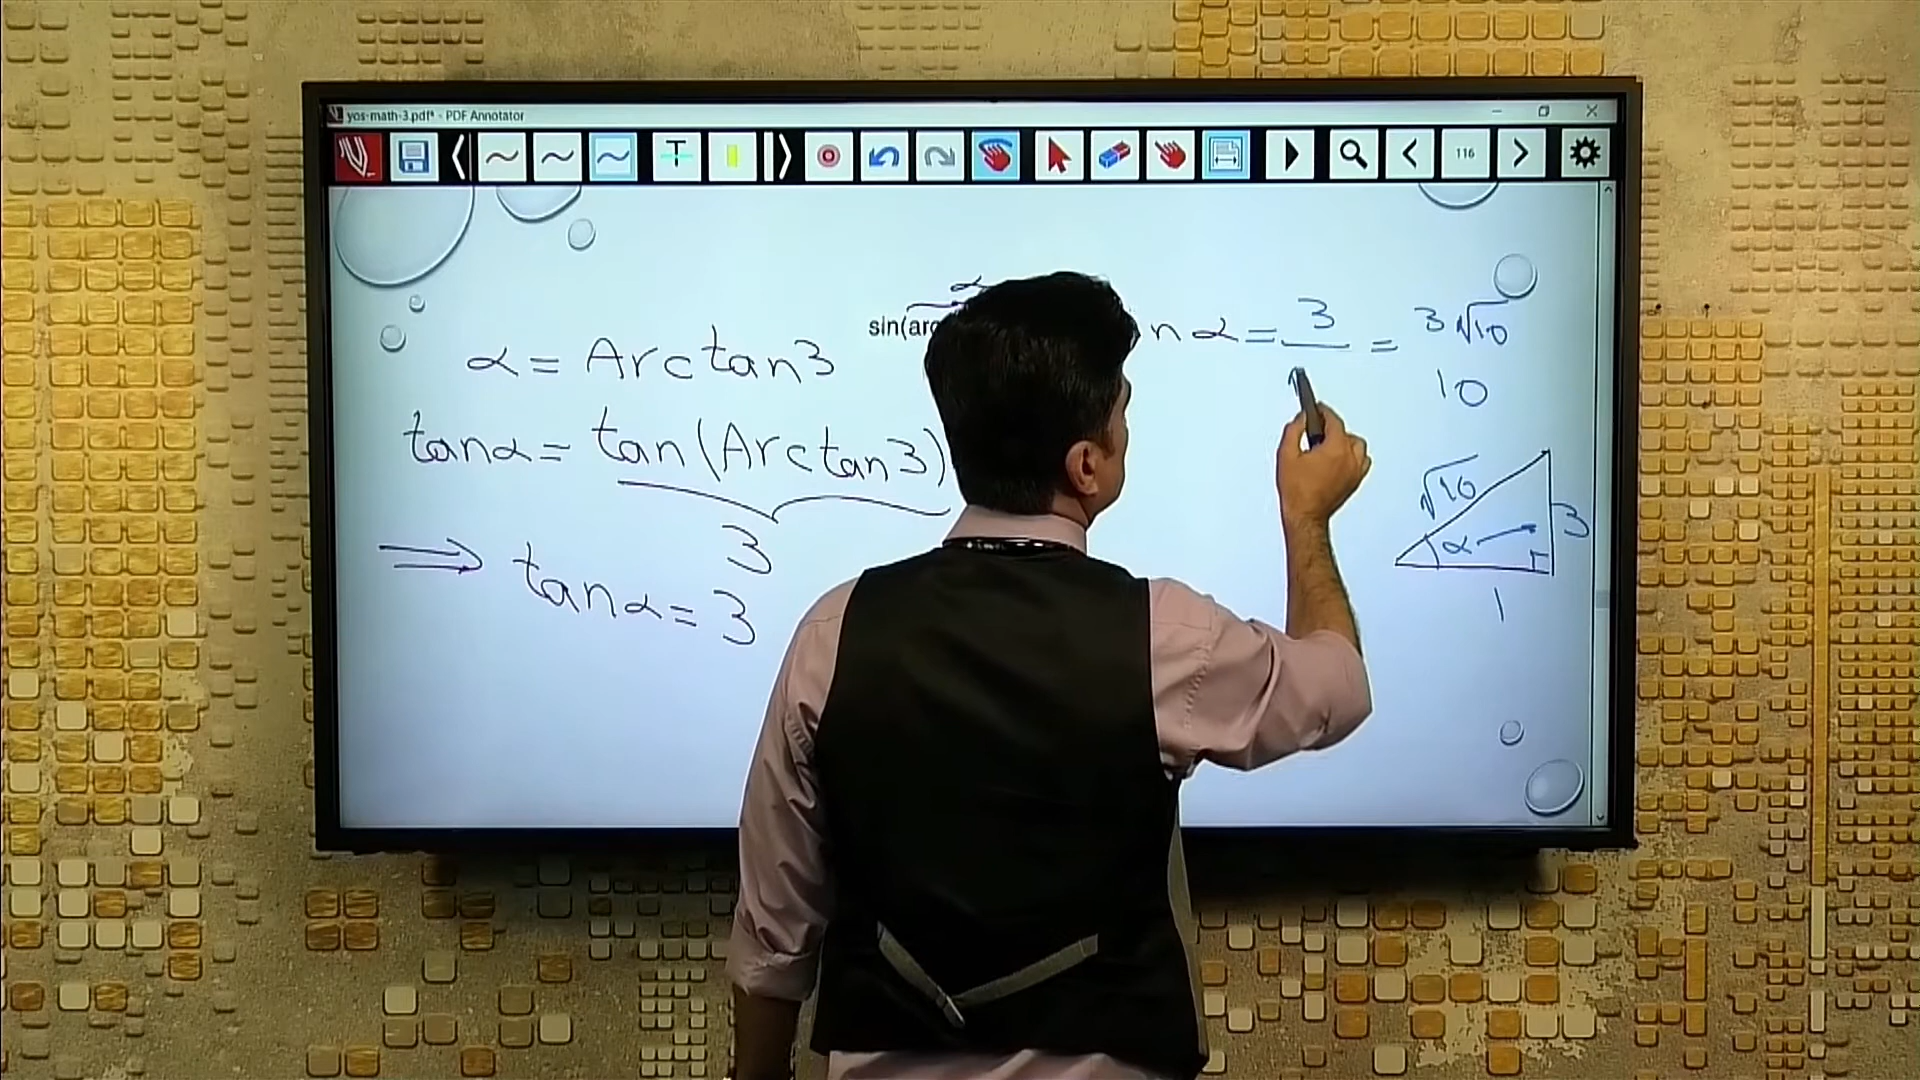 yos-math-3.pdf* - PDF Annotator
T
116
α
sin(arc
n α = 3 = 3√10
10
α = Arctan3
tanα = tan(Arctan3)
3
⇒ tanα = 3
√10
α
3
1